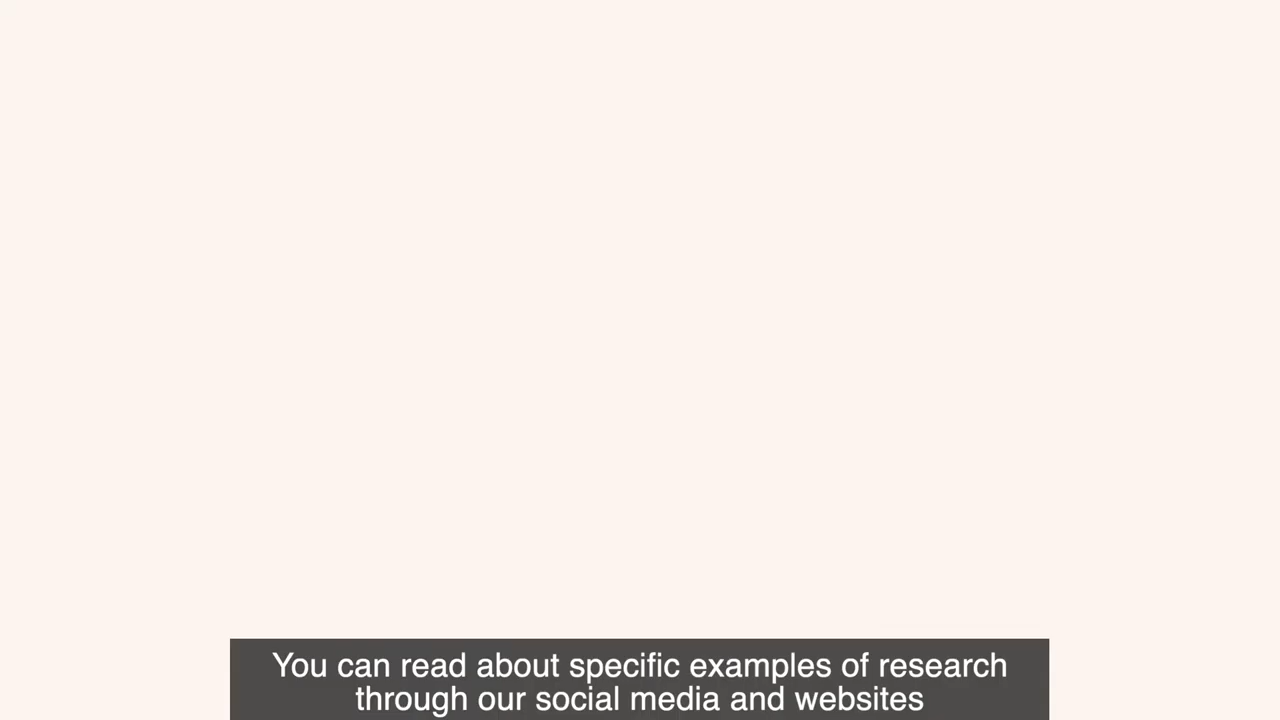 You can read about specific examples of research
through our social media and websites